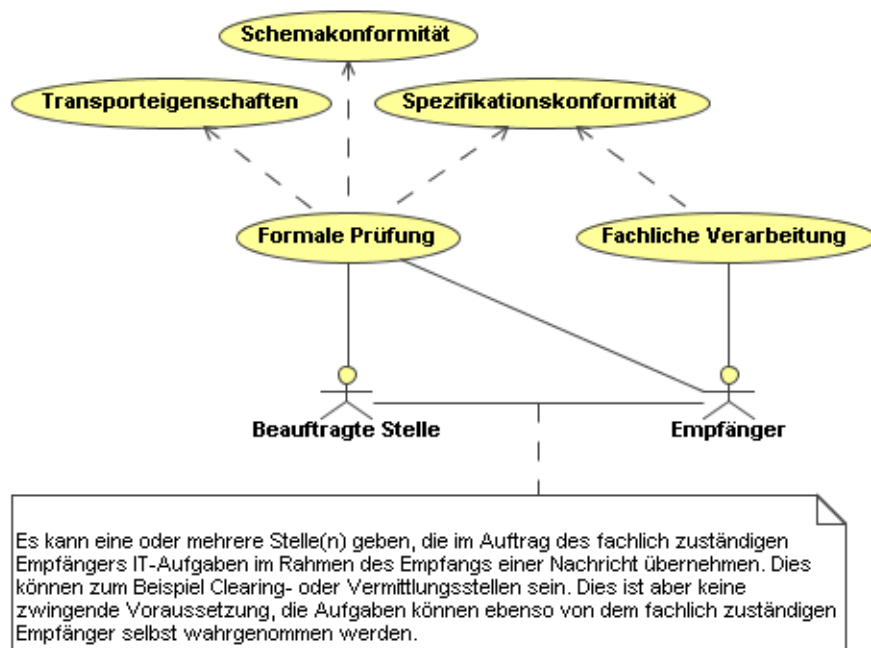 Schemakonformität
Transporteigenschaften
Spezifikationskonformität
Formale Prüfung
Fachliche Verarbeitung
Beauftragte Stelle
Empfänger
Es kann eine oder mehrere Stelle(n) geben, die im Auftrag des fachlich zuständigen
Empfängers IT-Aufgaben im Rahmen des Empfangs einer Nachricht übernehmen. Dies
können zum Beispiel Clearing- oder Vermittlungsstellen sein. Dies ist aber keine
zwingende Voraussetzung, die Aufgaben können ebenso von dem fachlich zuständigen
Empfänger selbst wahrgenommen werden.